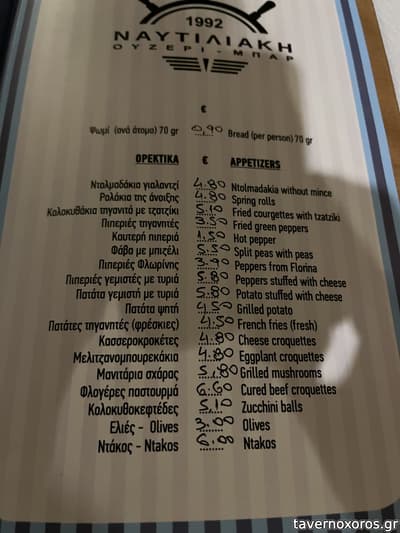 1992
ΝΑΥΤΙΛΙΑΚΗ
ΟΥΖΕΡΙ - ΜΠΑΡ
€
Ψωμί (ανά άτομο) 70 gr 0,90 Bread (per person) 70 gr
ΟΡΕΚΤΙΚΑ € APPETIZERS
Ντολμαδάκια γιαλαντζί 4.80 Ntolmadakia without mince
Ρολάκια της άνοιξης 4.80 Spring rolls
Κολοκυθάκια τηγανιτά με τζατζίκι 5.10 Fried courgettes with tzatziki
Πιπεριές τηγανιτές 3.50 Fried green peppers
Καυτερή πιπεριά 1.50 Hot pepper
Φάβα με μπιζέλι 5.50 Split peas with peas
Πιπεριές Φλωρίνης 3.90 Peppers from Florina
Πιπεριές γεμιστές με τυριά 5.80 Peppers stuffed with cheese
Πατάτα γεμιστή με τυριά 5.80 Potato stuffed with cheese
Πατάτα ψητή 4.50 Grilled potato
Πατάτες τηγανιτές (φρέσκιες) 4.50 French fries (fresh)
Κασσεροκροκέτες 4.80 Cheese croquettes
Μελιτζανομπουρεκάκια 4.80 Eggplant croquettes
Μανιτάρια σχάρας 5.80 Grilled mushrooms
Φλογέρες παστουρμά 6.60 Cured beef croquettes
Κολοκυθοκεφτέδες 5.10 Zucchini balls
Ελιές - Olives 3.00 Olives
Ντάκος - Ntakos 6.00 Ntakos
tavernoxoros.gr